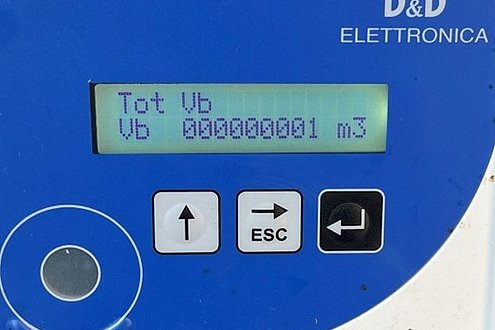 D&D
ELETTRONICA
Tot Vb
Vb 000000001 m3
ESC